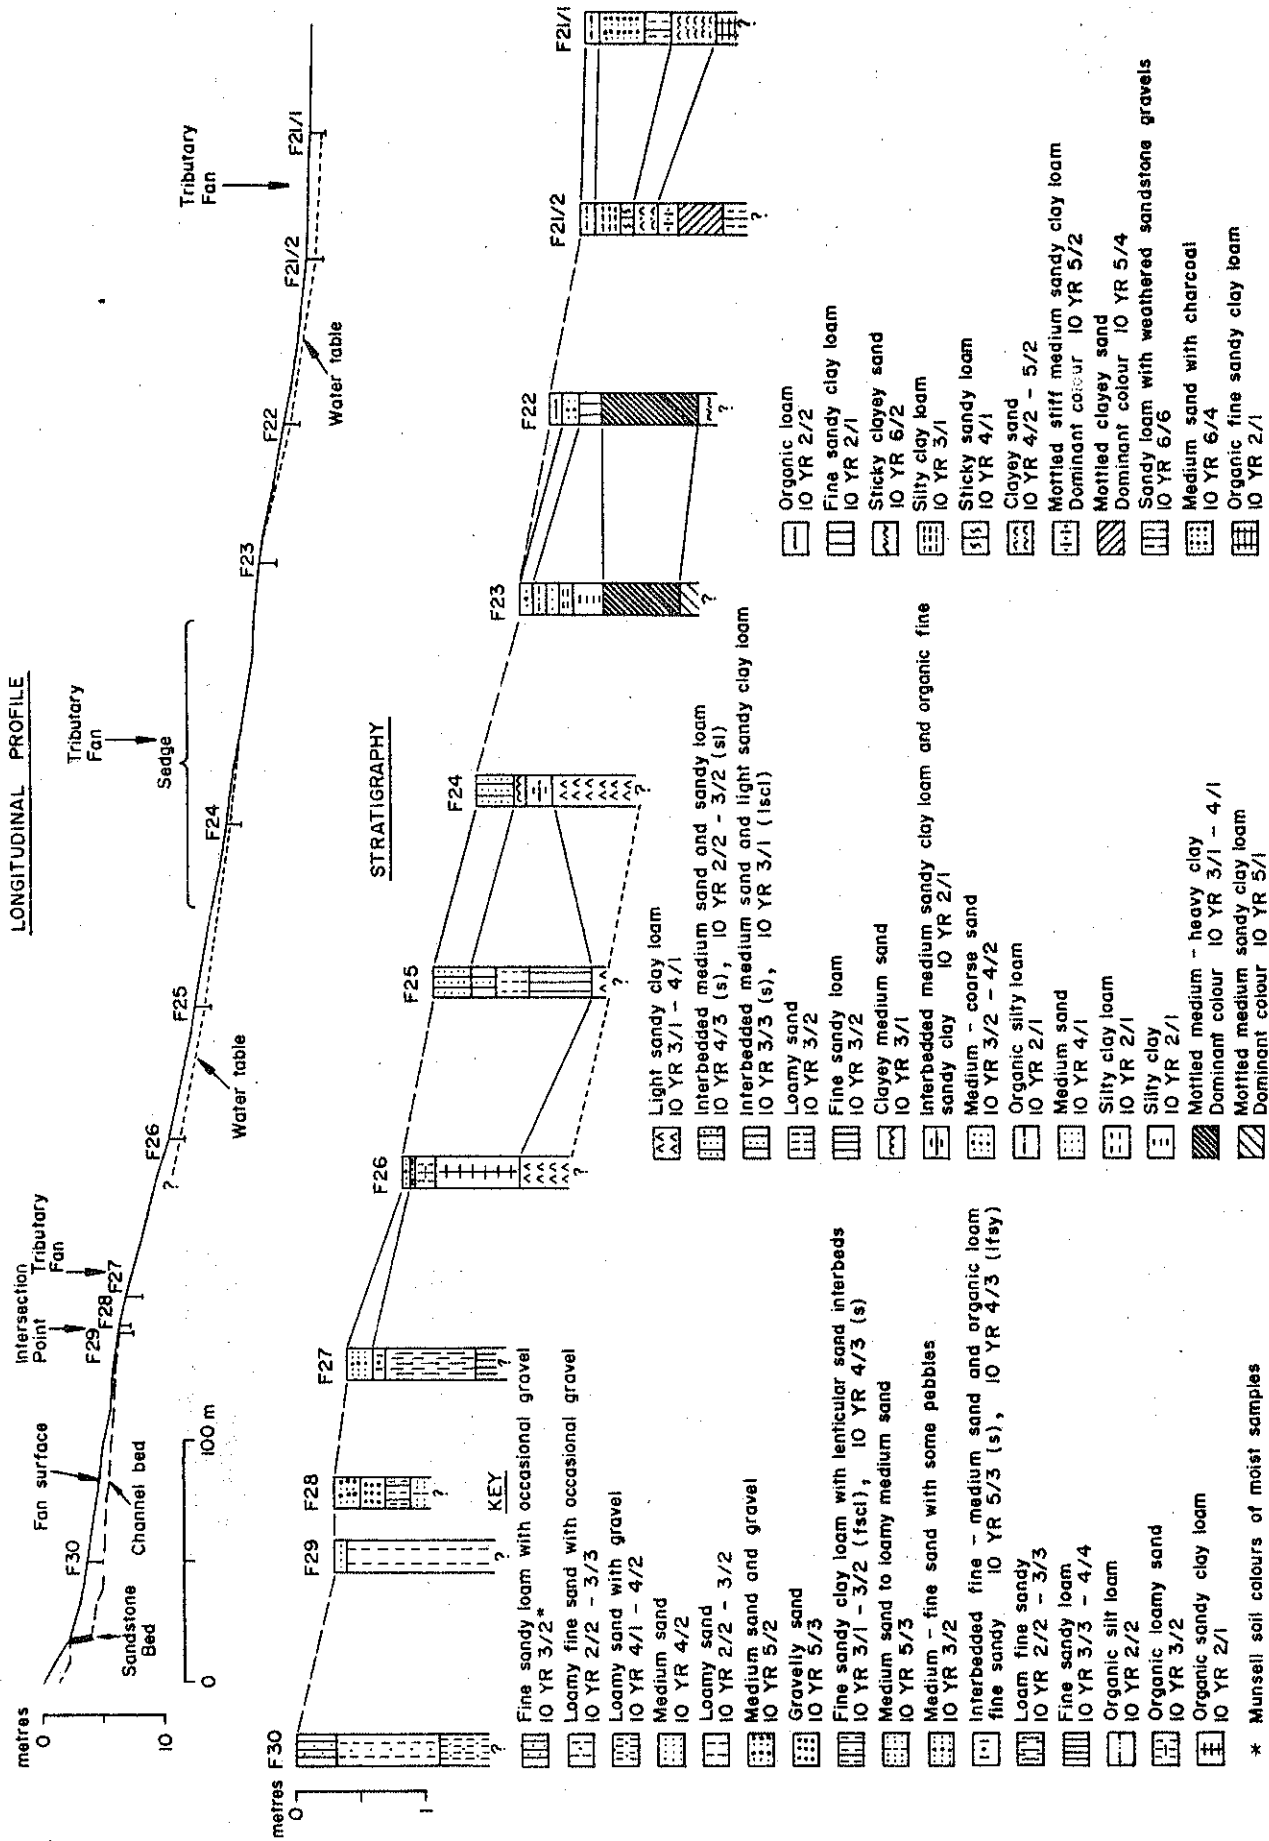 LONGITUDINAL PROFILE
metres
0
10
Sandstone
Bed
F30
Fan surface
Channel bed
0
100 m
Intersection
Point
F29
F28
Tributary
Fan
F27
?
F26
Water table
F25
F24
Sedge
Tributary
Fan
F23
F22
Water table
F21/2
Tributary
Fan
F21/1
STRATIGRAPHY
metres
0
1
F30
?
F29
?
F28
?
F27
?
F26
?
F25
?
F24
?
F23
?
F22
?
F21/2
?
F21/1
?
KEY
Fine sandy loam with occasional gravel
10 YR 3/2*
Loamy fine sand with occasional gravel
10 YR 2/2 - 3/3
Loamy sand with gravel
10 YR 4/1 - 4/2
Medium sand
10 YR 4/2
Loamy sand
10 YR 2/2 - 3/2
Medium sand and gravel
10 YR 5/2
Gravelly sand
10 YR 5/3
Fine sandy clay loam with lenticular sand interbeds
10 YR 3/1 - 3/2 (fscl), 10 YR 4/3 (s)
Medium sand to loamy medium sand
10 YR 5/3
Medium - fine sand with some pebbles
10 YR 3/2
Interbedded fine - medium sand and organic loam
fine sandy 10 YR 5/3 (s), 10 YR 4/3 (lfsy)
Loam fine sandy
10 YR 2/2 - 3/3
Fine sandy loam
10 YR 3/3 - 4/4
Organic silt loam
10 YR 2/2
Organic loamy sand
10 YR 3/2
Organic sandy clay loam
10 YR 2/1
* Munsell soil colours of moist samples
Light sandy clay loam
10 YR 3/1 - 4/1
Interbedded medium sand and sandy loam
10 YR 4/3 (s), 10 YR 2/2 - 3/2 (sl)
Interbedded medium sand and light sandy clay loam
10 YR 3/3 (s), 10 YR 3/1 (lscl)
Loamy sand
10 YR 3/2
Fine sandy loam
10 YR 3/2
Clayey medium sand
10 YR 3/1
Interbedded medium sandy clay loam and organic fine
sandy clay 10 YR 2/1
Medium - coarse sand
10 YR 3/2 - 4/2
Organic silty loam
10 YR 2/1
Medium sand
10 YR 4/1
Silty clay loam
10 YR 2/1
Silty clay
10 YR 2/1
Mottled medium - heavy clay
Dominant colour 10 YR 3/1 - 4/1
Mottled medium sandy clay loam
Dominant colour 10 YR 5/1
Organic loam
10 YR 2/2
Fine sandy clay loam
10 YR 2/1
Sticky clayey sand
10 YR 6/2
Silty clay loam
10 YR 3/1
Sticky sandy loam
10 YR 4/1
Clayey sand
10 YR 4/2 - 5/2
Mottled stiff medium sandy clay loam
Dominant colour 10 YR 5/2
Mottled clayey sand
Dominant colour 10 YR 5/4
Sandy loam with weathered sandstone gravels
10 YR 6/6
Medium sand with charcoal
10 YR 6/4
Organic fine sandy clay loam
10 YR 2/1